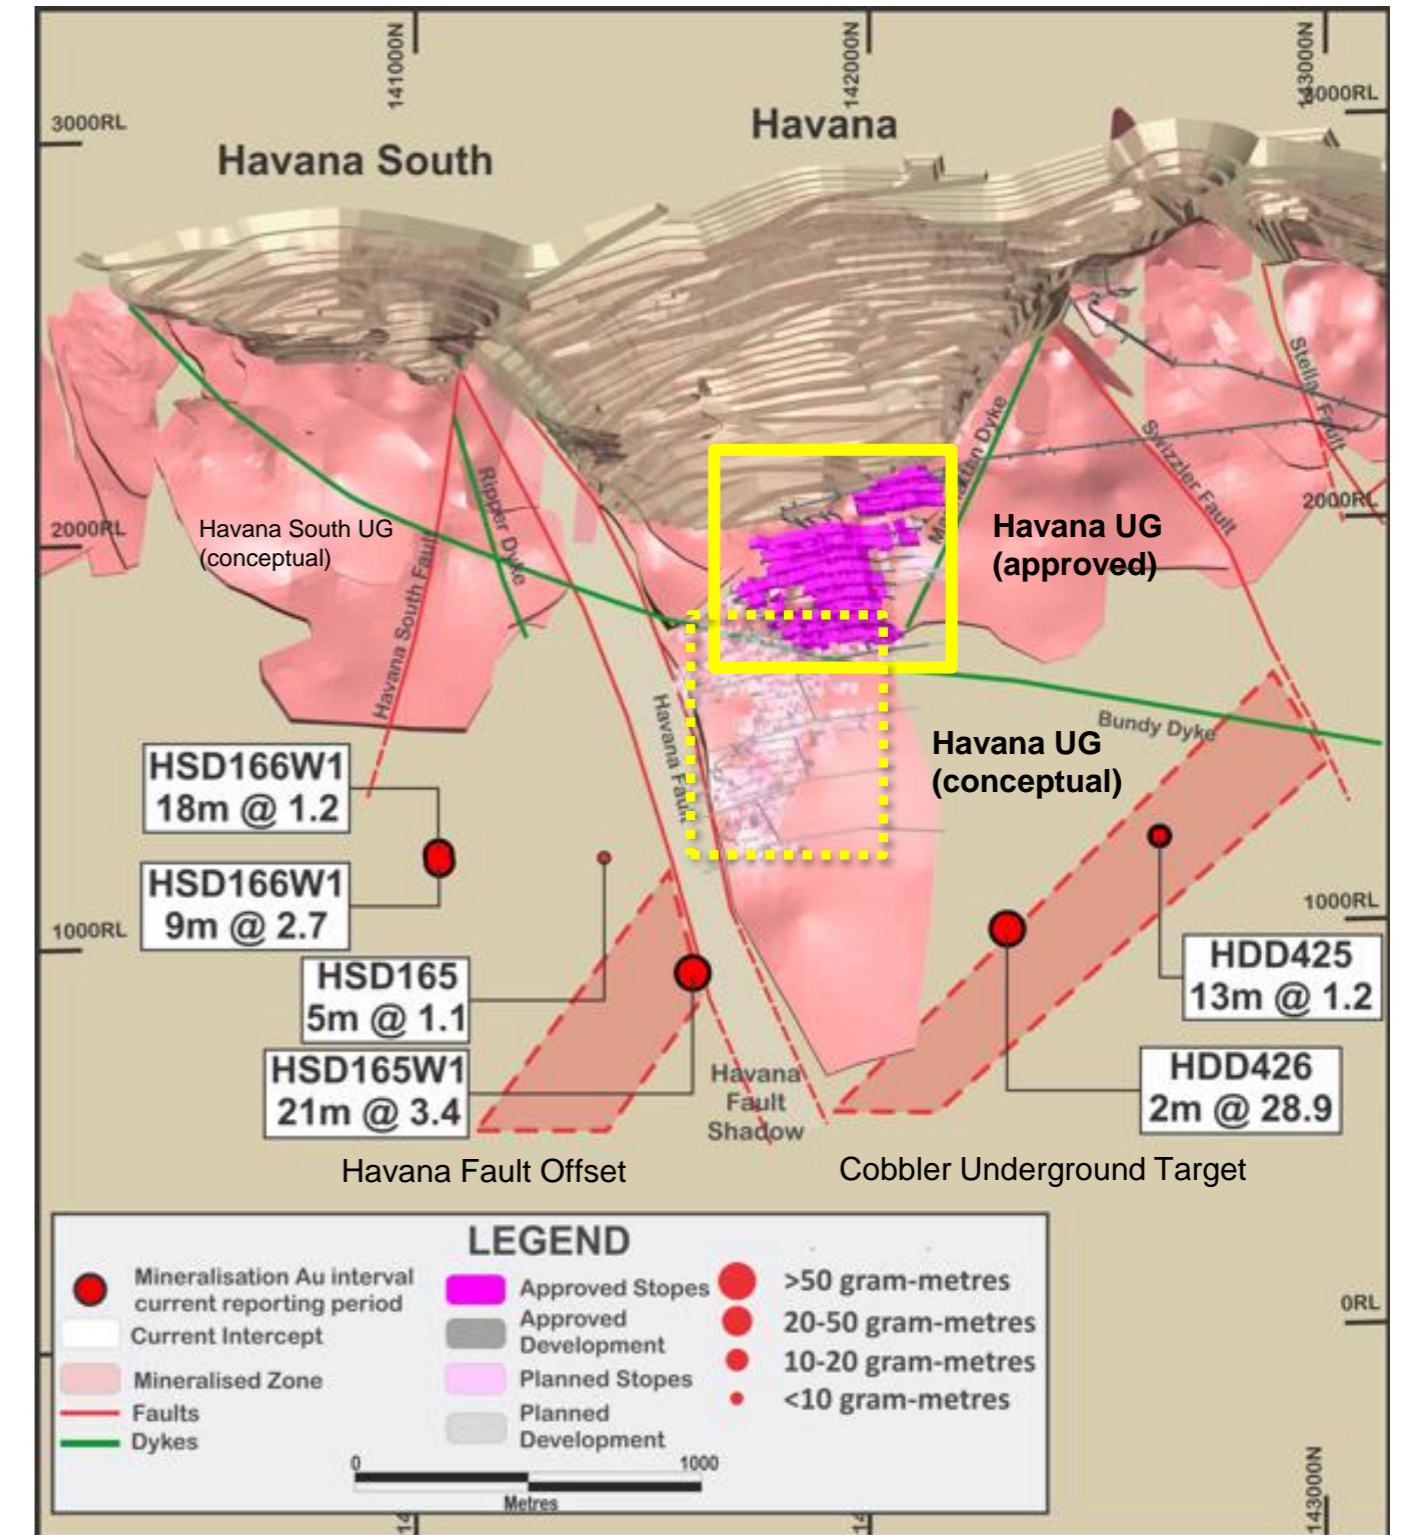 141000N
142000N
143000N
3000RL
3000RL
Havana
Havana South
Stellar Fault
Swizzler Fault
Dyke
2000RL
2000RL
Havana South UG
(conceptual)
Ripper Dyke
Havana UG
(approved)
Havana South Fault
Havana Fault
Bundy Dyke
Havana UG
(conceptual)
HSD166W1
18m @ 1.2
HSD166W1
9m @ 2.7
1000RL
1000RL
HSD165
5m @ 1.1
HDD425
13m @ 1.2
HSD165W1
21m @ 3.4
HDD426
2m @ 28.9
Havana
Fault
Shadow
Havana Fault Offset
Cobbler Underground Target
LEGEND
Mineralisation Au interval
current reporting period
Current Intercept
Mineralised Zone
Faults
Dykes
Approved Stopes
Approved
Development
Planned Stopes
Planned
Development
>50 gram-metres
20-50 gram-metres
10-20 gram-metres
<10 gram-metres
0RL
0
1000
Metres
14
14
143000N